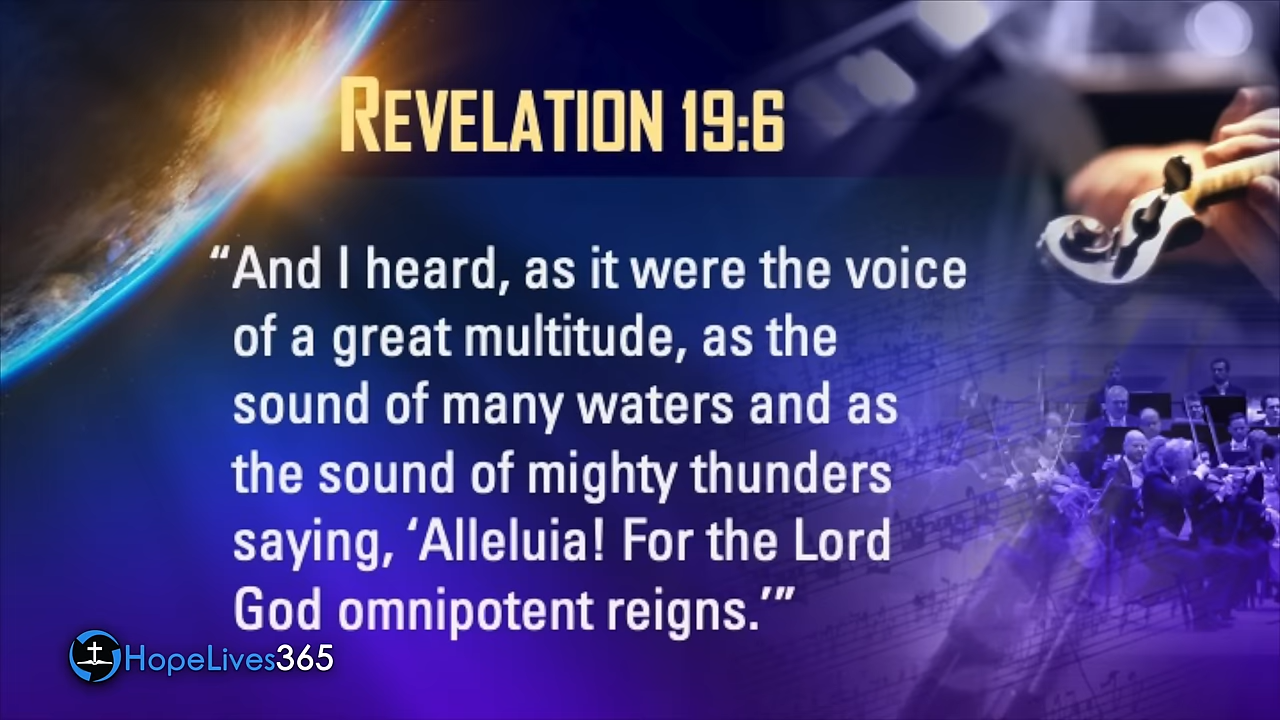 REVELATION 19:6
“And I heard, as it were the voice
of a great multitude, as the
sound of many waters and as
the sound of mighty thunders
saying, ‘Alleluia! For the Lord
God omnipotent reigns.’”
HopeLives365